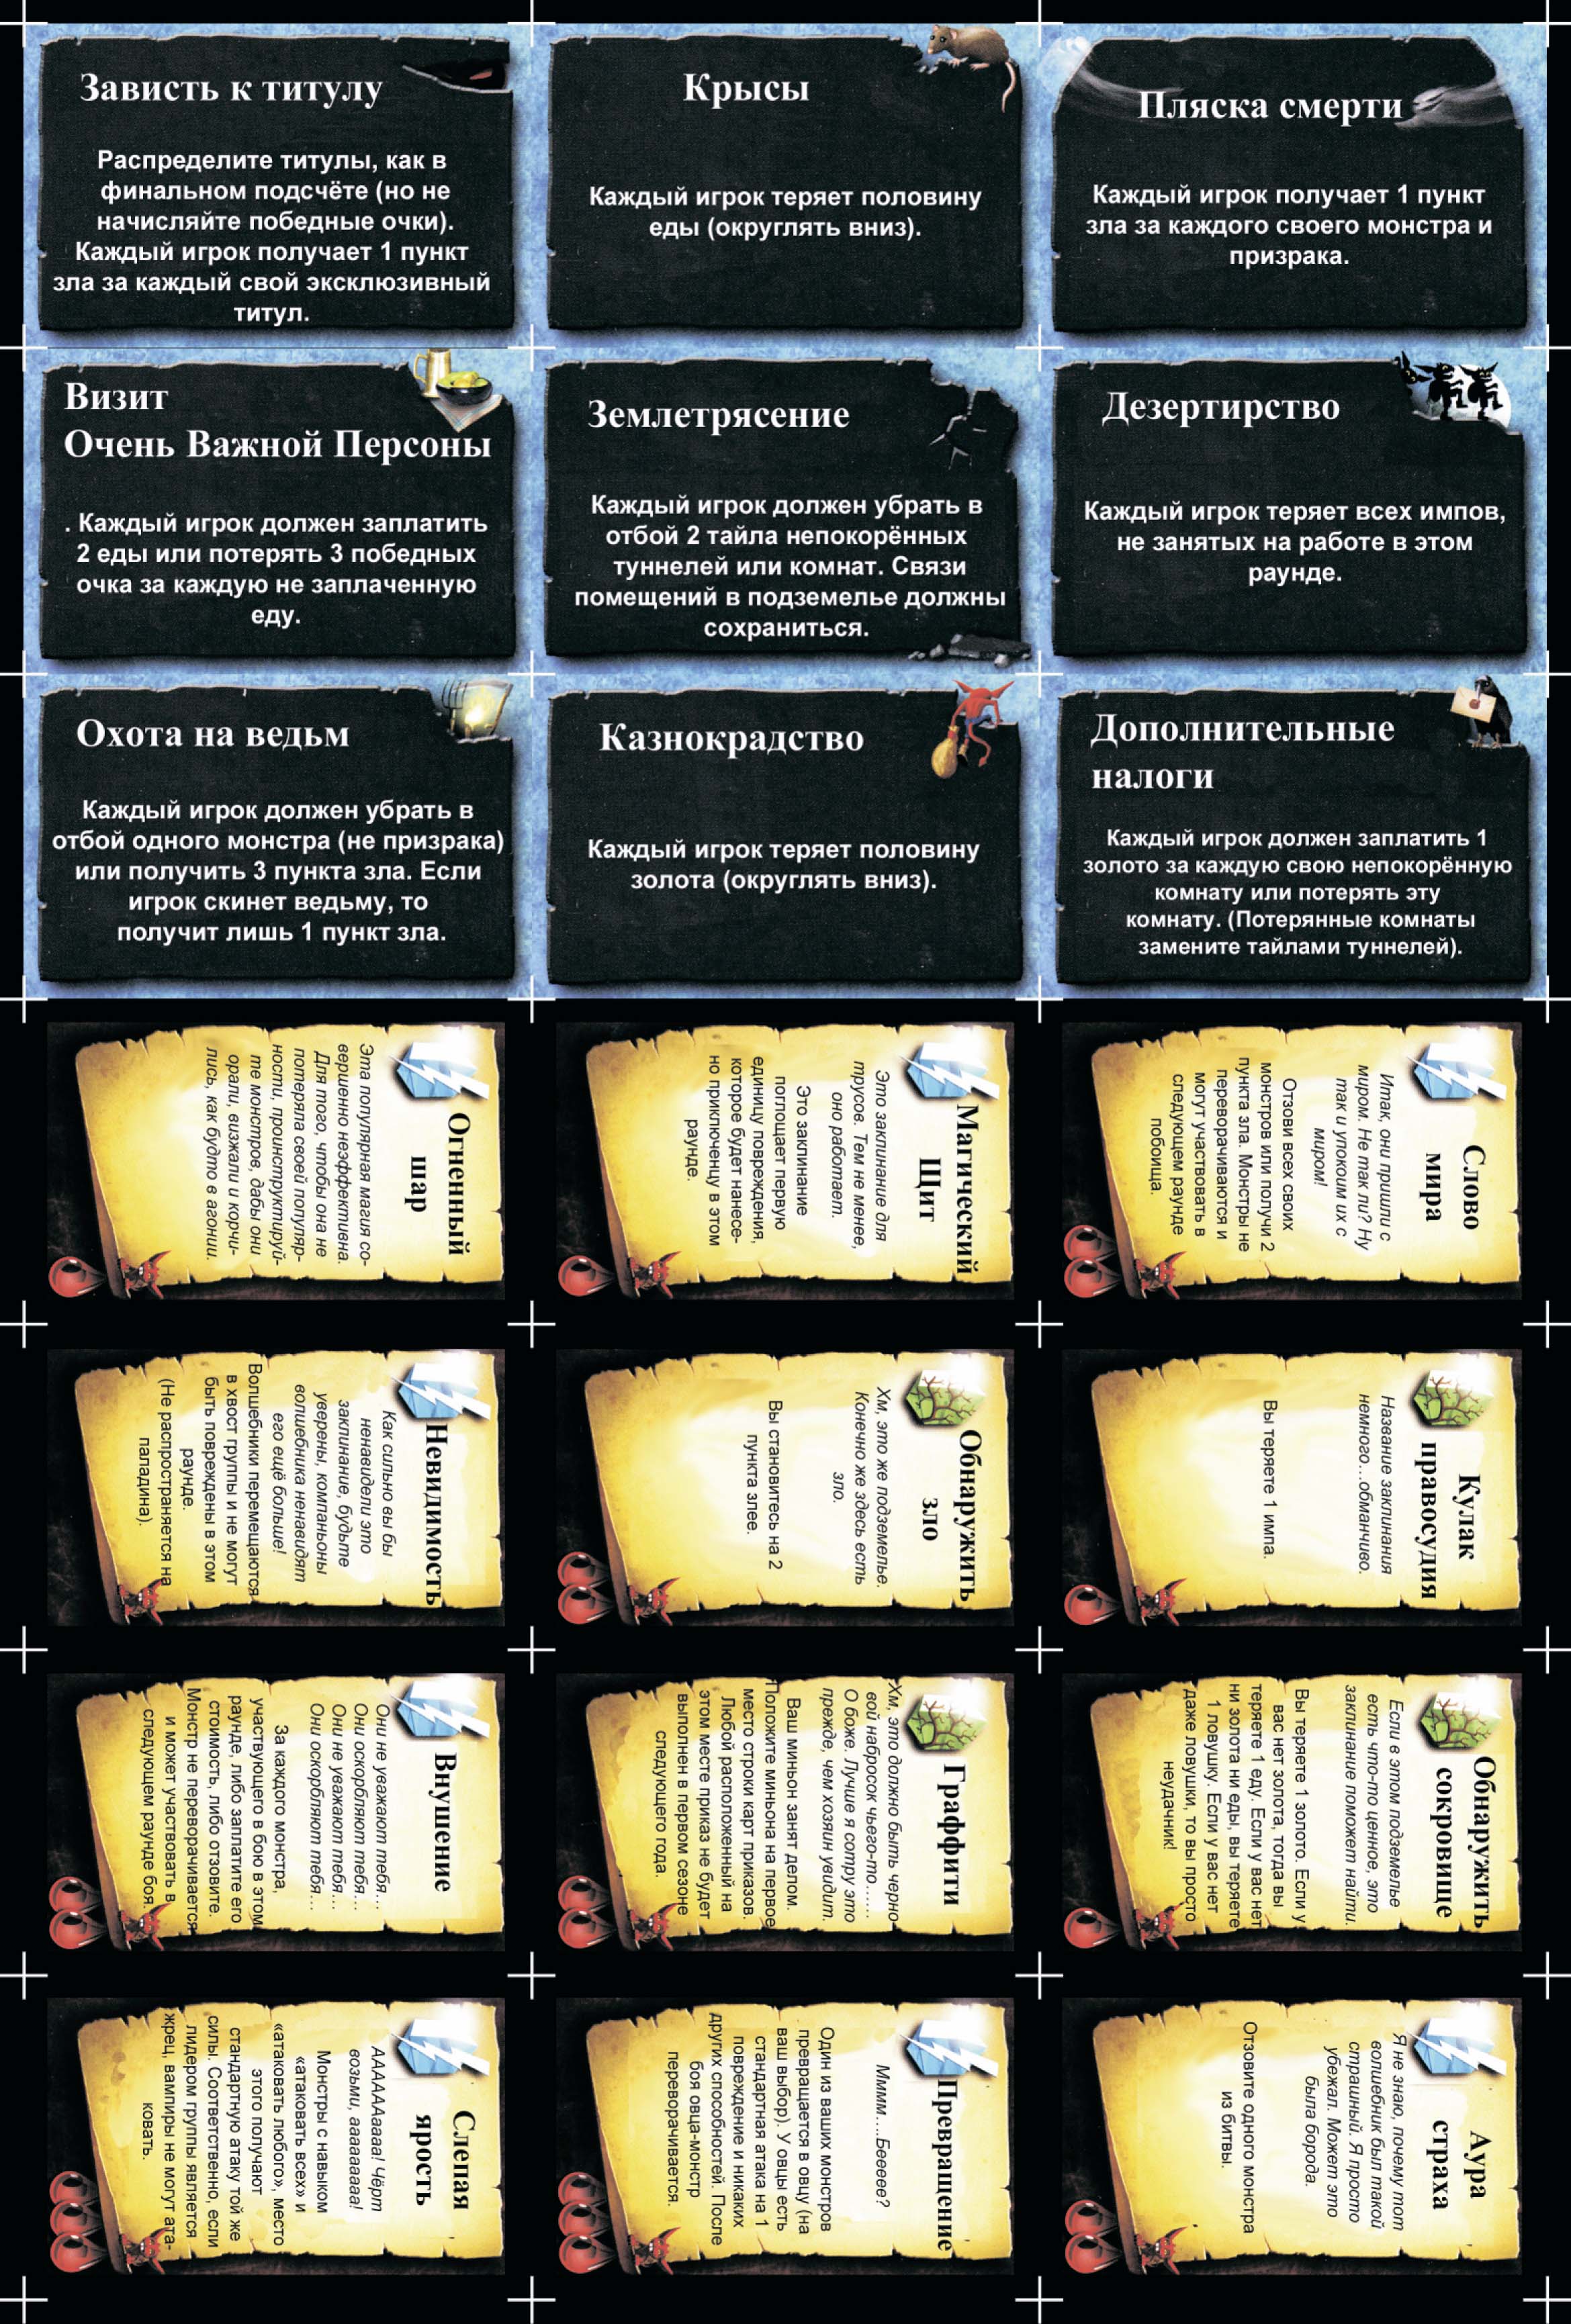 Зависть к титулу
Распределите титулы, как в
финальном подсчёте (но не
начисляйте победные очки).
Каждый игрок получает 1 пункт
зла за каждый свой эксклюзивный
титул.
Крысы
Каждый игрок теряет половину
еды (округлять вниз).
Пляска смерти
Каждый игрок получает 1 пункт
зла за каждого своего монстра и
призрака.
Визит
Очень Важной Персоны
. Каждый игрок должен заплатить
2 еды или потерять 3 победных
очка за каждую не заплаченную
еду.
Землетрясение
Каждый игрок должен убрать в
отбой 2 тайла непокорённых
туннелей или комнат. Связи
помещений в подземелье должны
сохраниться.
Дезертирство
Каждый игрок теряет всех импов,
не занятых на работе в этом
раунде.
Охота на ведьм
Каждый игрок должен убрать в
отбой одного монстра (не призрака)
или получить 3 пункта зла. Если
игрок скинет ведьму, то
получит лишь 1 пункт зла.
Казнокрадство
Каждый игрок теряет половину
золота (округлять вниз).
Дополнительные
налоги
Каждый игрок должен заплатить 1
золото за каждую свою непокорённую
комнату или потерять эту
комнату. (Потерянные комнаты
замените тайлами туннелей).
Огненный
шар
Эта популярная магия со-
вершенно неэффективна.
Для того, чтобы она не
потеряла своей популяр-
ности, проинструктируй-
те монстров, дабы они
орали, визжали и корчи-
лись, как будто в агонии.
Магический
Щит
Это заклинание для
трусов. Тем не менее,
оно работает.
Это заклинание
поглощает первую
единицу повреждения,
которое будет нанесе-
но приключенцу в этом
раунде.
Слово
мира
Итак, они пришли с
миром. Не так ли? Ну
так и упокоим их с
миром!
Отзови всех своих
монстров или получи 2
пункта зла. Монстры не
переворачиваются и
могут участвовать в
следующем раунде
побоища.
Невидимость
Как сильно вы бы
ненавидели это
заклинание, будьте
уверены, компаньоны
волшебника ненавидят
его ещё больше!
Волшебники перемещаются
в хвост группы и не могут
быть повреждены в этом
раунде.
(Не распространяется на
паладина).
Обнаружить
зло
Хм, это же подземелье.
Конечно же здесь есть
зло.
Вы становитесь на 2
пункта злее.
Кулак
правосудия
Название заклинания
немного…обманчиво.
Вы теряете 1 импа.
Внушение
Они не уважают тебя…
Они оскорбляют тебя…
Они не уважают тебя…
Они оскорбляют тебя…
За каждого монстра,
участвующего в бою в этом
раунде, либо заплатите его
стоимость, либо отзовите.
Монстр не переворачивается
и может участвовать в
следующем раунде боя.
Граффити
Хм, это должно быть черно-
вой набросок чьего-то……
О боже. Лучше я сотру это
прежде, чем хозяин увидит.
Ваш миньон занят делом.
Положите миньона на первое
место строки карт приказов.
Любой расположенный на
этом месте приказ не будет
выполнен в первом сезоне
следующего года.
Обнаружить
сокровище
Если в этом подземелье
есть что-то ценное, это
заклинание поможет найти.
Вы теряете 1 золото. Если у
вас нет золота, тогда вы
теряете 1 еду. Если у вас нет
ни золота ни еды, вы теряете
1 ловушку. Если у вас нет
даже ловушки, то вы просто
неудачник!
Слепая
ярость
АААААAaaaa! Чёрт
возьми, aaaaaaaa!
Монстры с навыком
«атаковать всех» и
«атаковать любого», место
этого получают
стандартную атаку той же
силы. Соответственно, если
лидером группы является
жрец, вампиры не могут ата-
ковать.
Превращение
Мммм…Беееее?
Один из ваших монстров
превращается в овцу (на
ваш выбор). У овцы есть
стандартная атака на 1
повреждение и никаких
других способностей. После
боя овца-монстр
переворачивается.
Аура
страха
Я не знаю, почему тот
волшебник был такой
страшный. Я просто
убежал. Может это
была борода.
Отзовите одного монстра
из битвы.